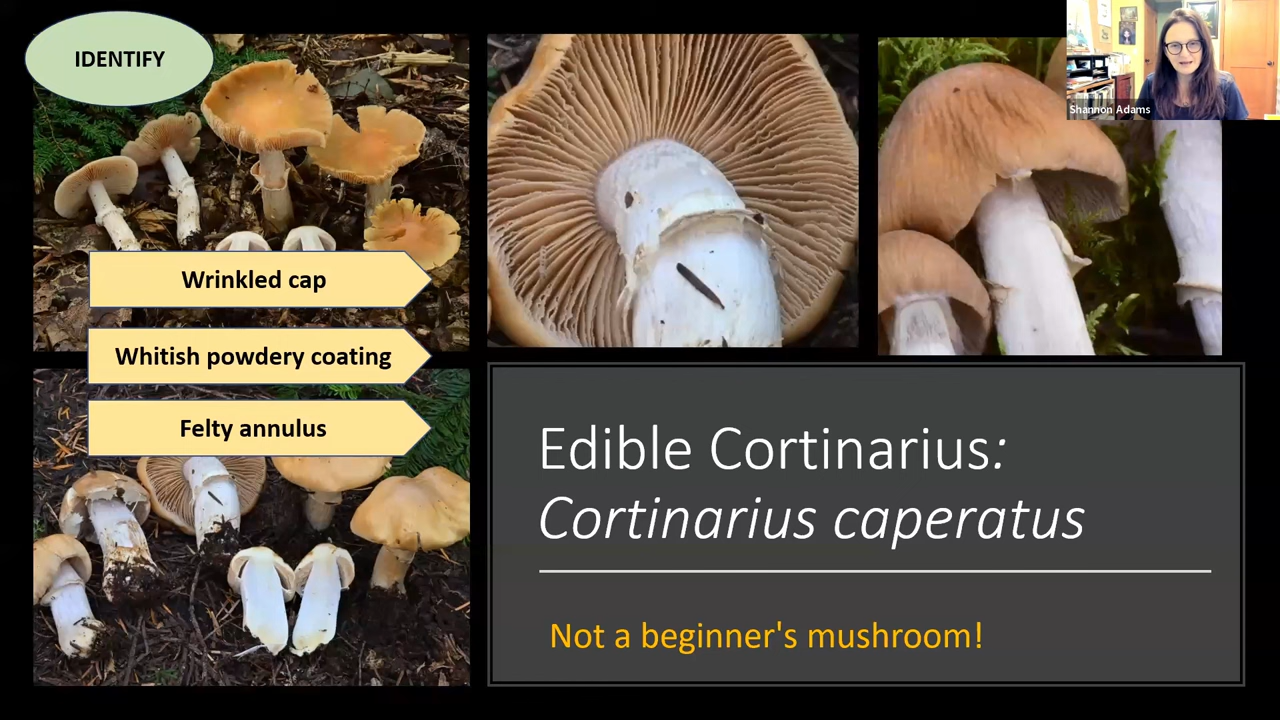 IDENTIFY
Shannon Adams
Wrinkled cap
Whitish powdery coating
Felty annulus
Edible Cortinarius:
Cortinarius caperatus
Not a beginner's mushroom!